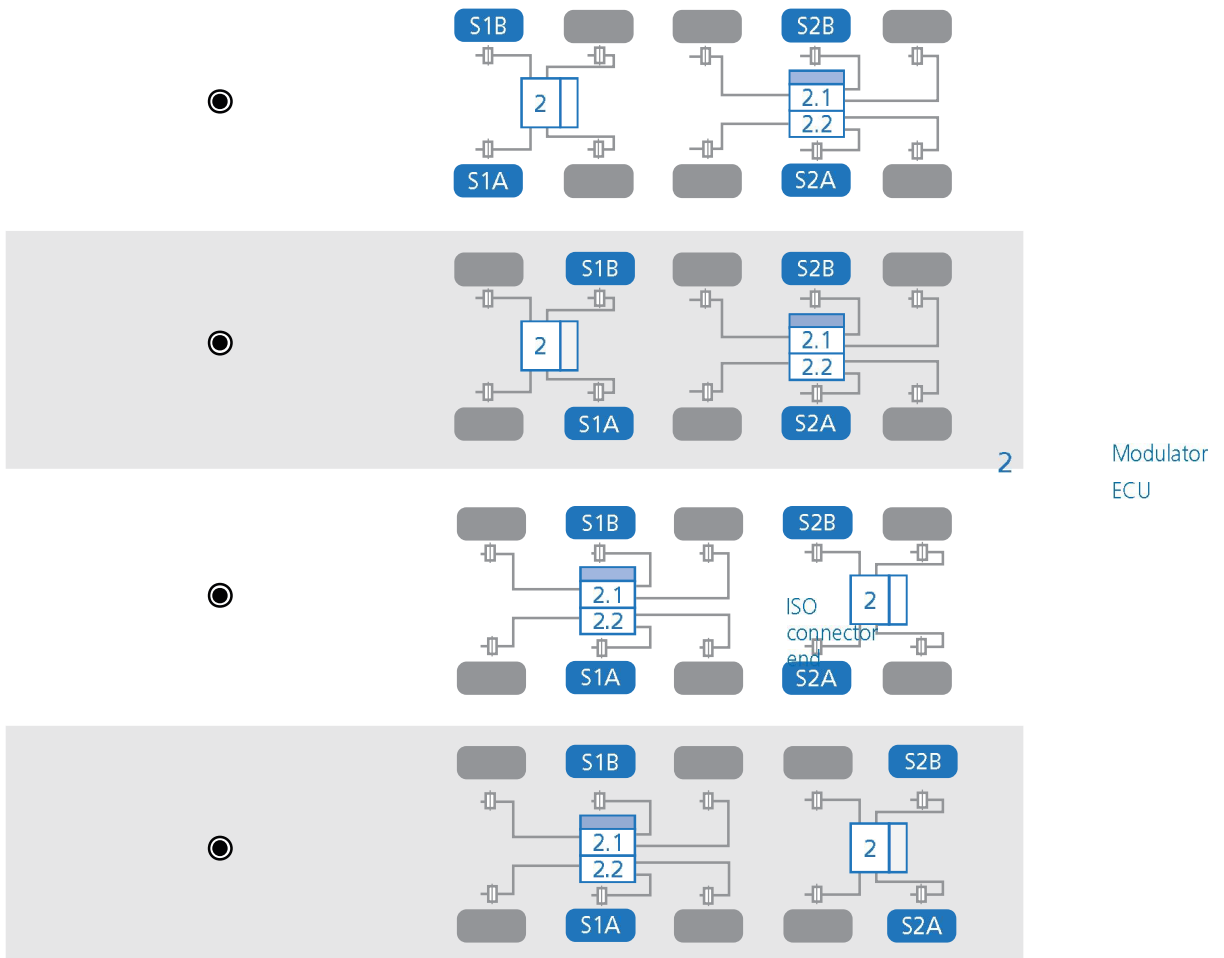 S1B S2B
2 2.1
2.2
S1A S2A
S1B S2B
2 2.1
2.2
S1A S2A
2
Modulator
ECU
S1B S2B
2.1 2
2.2
ISO
connector
end
S1A S2A
S1B S2B
2.1 2
2.2
S1A S2A